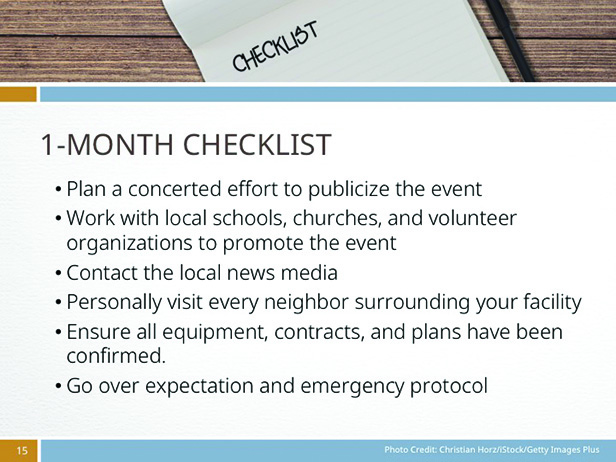 CHECKLIST
1-MONTH CHECKLIST
• Plan a concerted effort to publicize the event
• Work with local schools, churches, and volunteer
organizations to promote the event
• Contact the local news media
• Personally visit every neighbor surrounding your facility
• Ensure all equipment, contracts, and plans have been
confirmed.
• Go over expectation and emergency protocol
15
Photo Credit: Christian Horz/iStock/Getty Images Plus